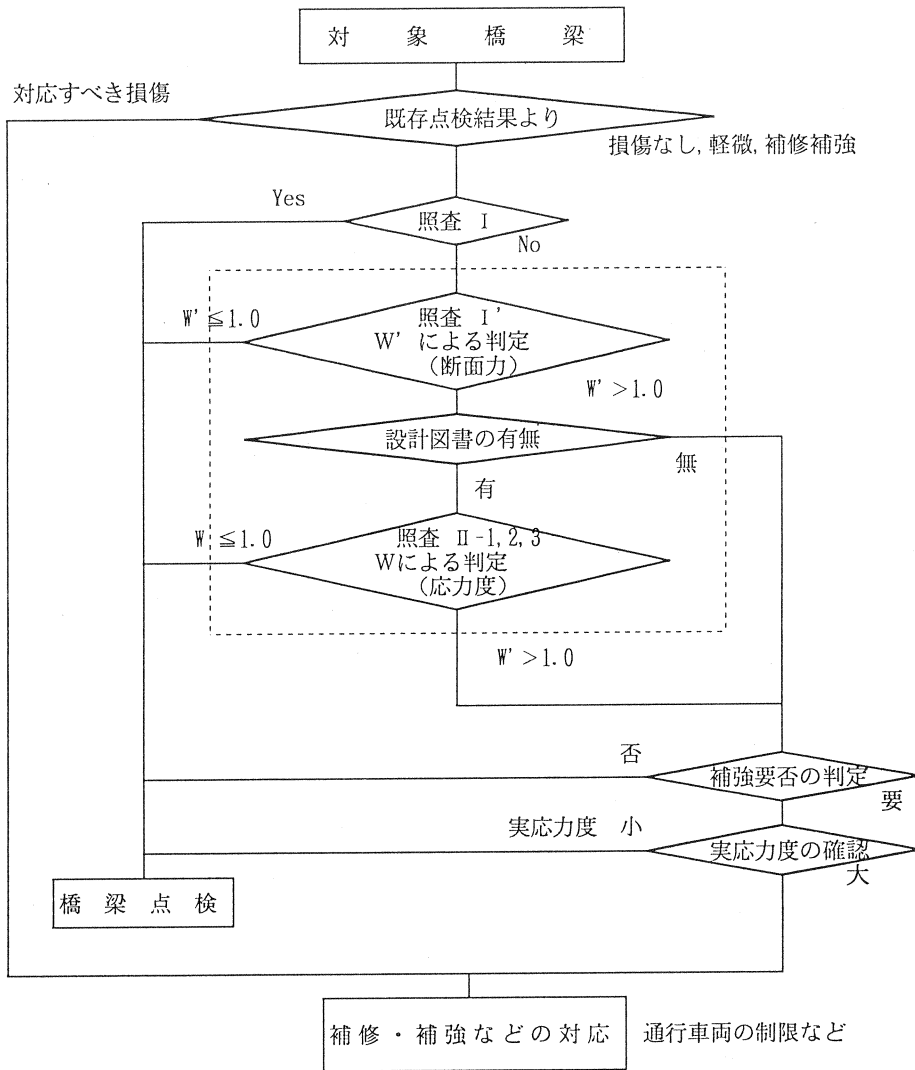 対象橋梁
対応すべき損傷
既存点検結果より
損傷なし,軽微,補修補強
Yes
照査 I
No
W'≦1.0
照査 I'
W'による判定
(断面力)
W'>1.0
設計図書の有無
無
有
W≦1.0
照査 II-1,2,3
Wによる判定
(応力度)
W'>1.0
否
補強要否の判定
要
実応力度 小
実応力度の確認
大
橋梁点検
補修・補強などの対応
通行車両の制限など